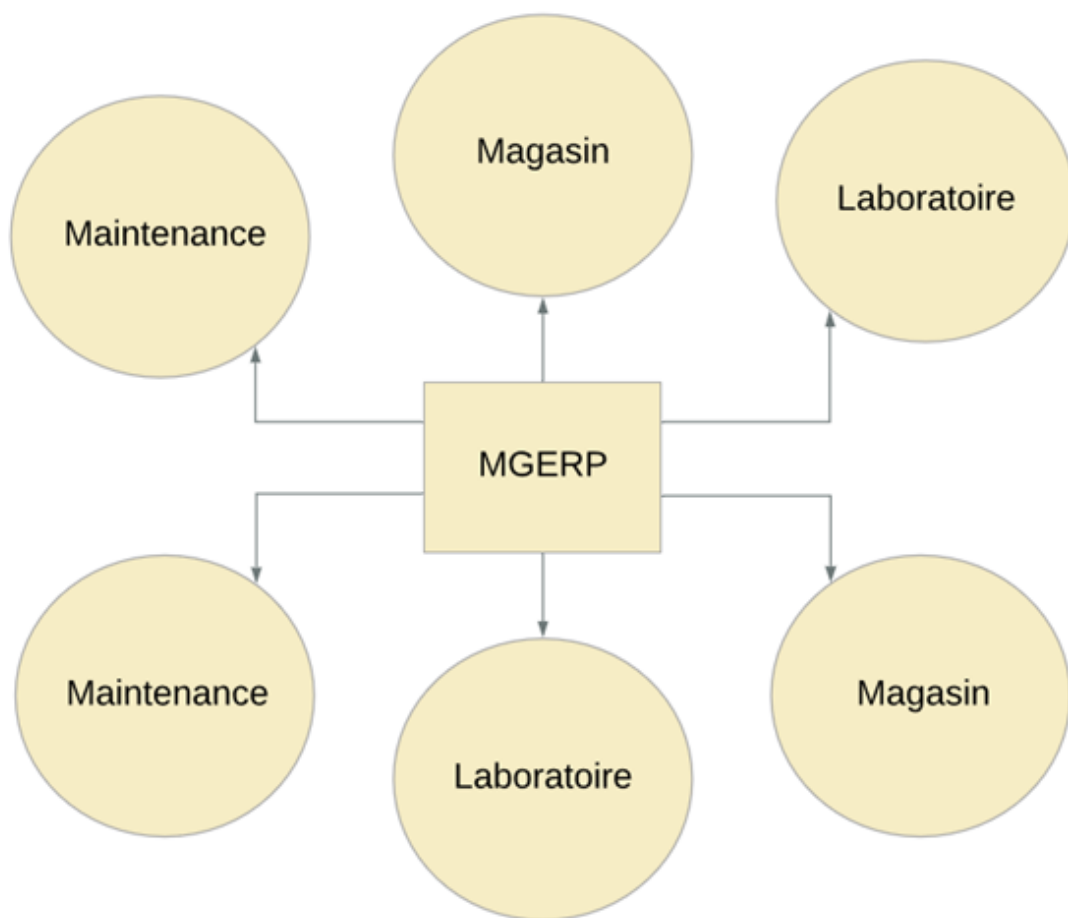 Magasin
Laboratoire
Maintenance
MGERP
Maintenance
Magasin
Laboratoire